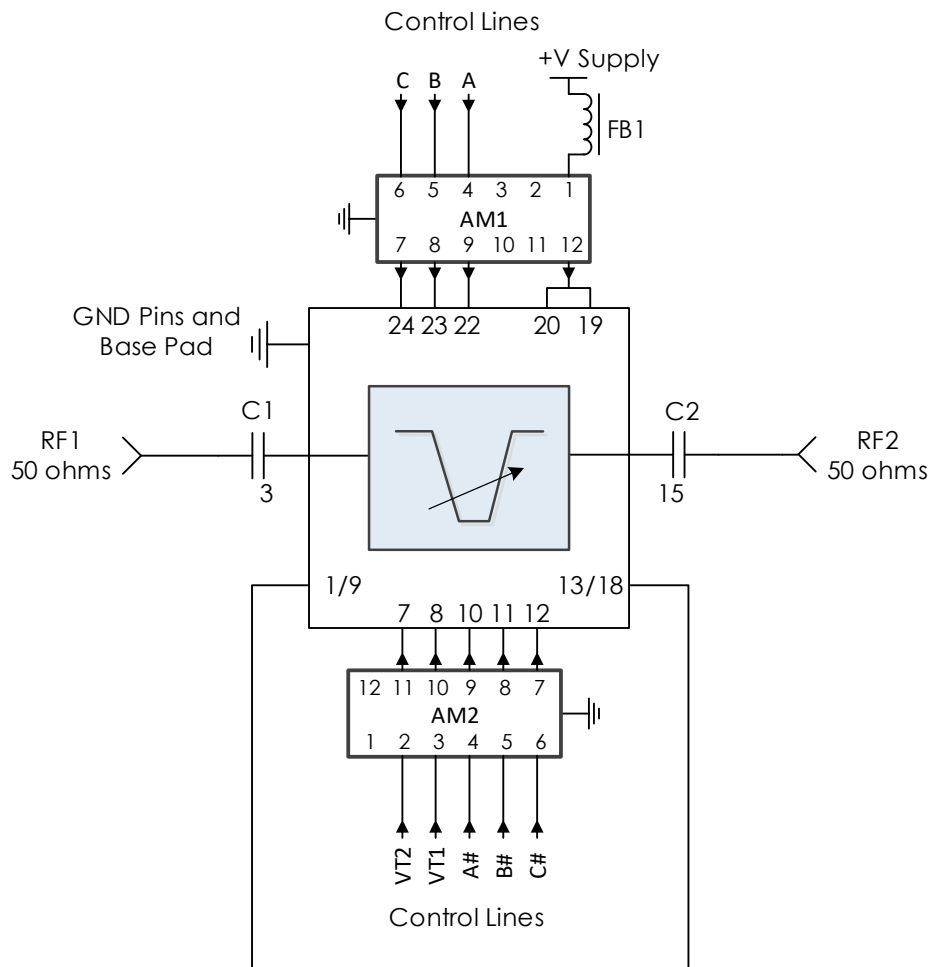 Control Lines
+V Supply
C B A
FB1
6 5 4 3 2 1
AM1
7 8 9 10 11 12
24 23 22 20 19
GND Pins and
Base Pad
C1
C2
RF1
50 ohms
RF2
50 ohms
3
15
1/9
13/18
7 8 10 11 12
12 11 10 9 8 7
AM2
1 2 3 4 5 6
VT2 VT1 A# B# C#
Control Lines